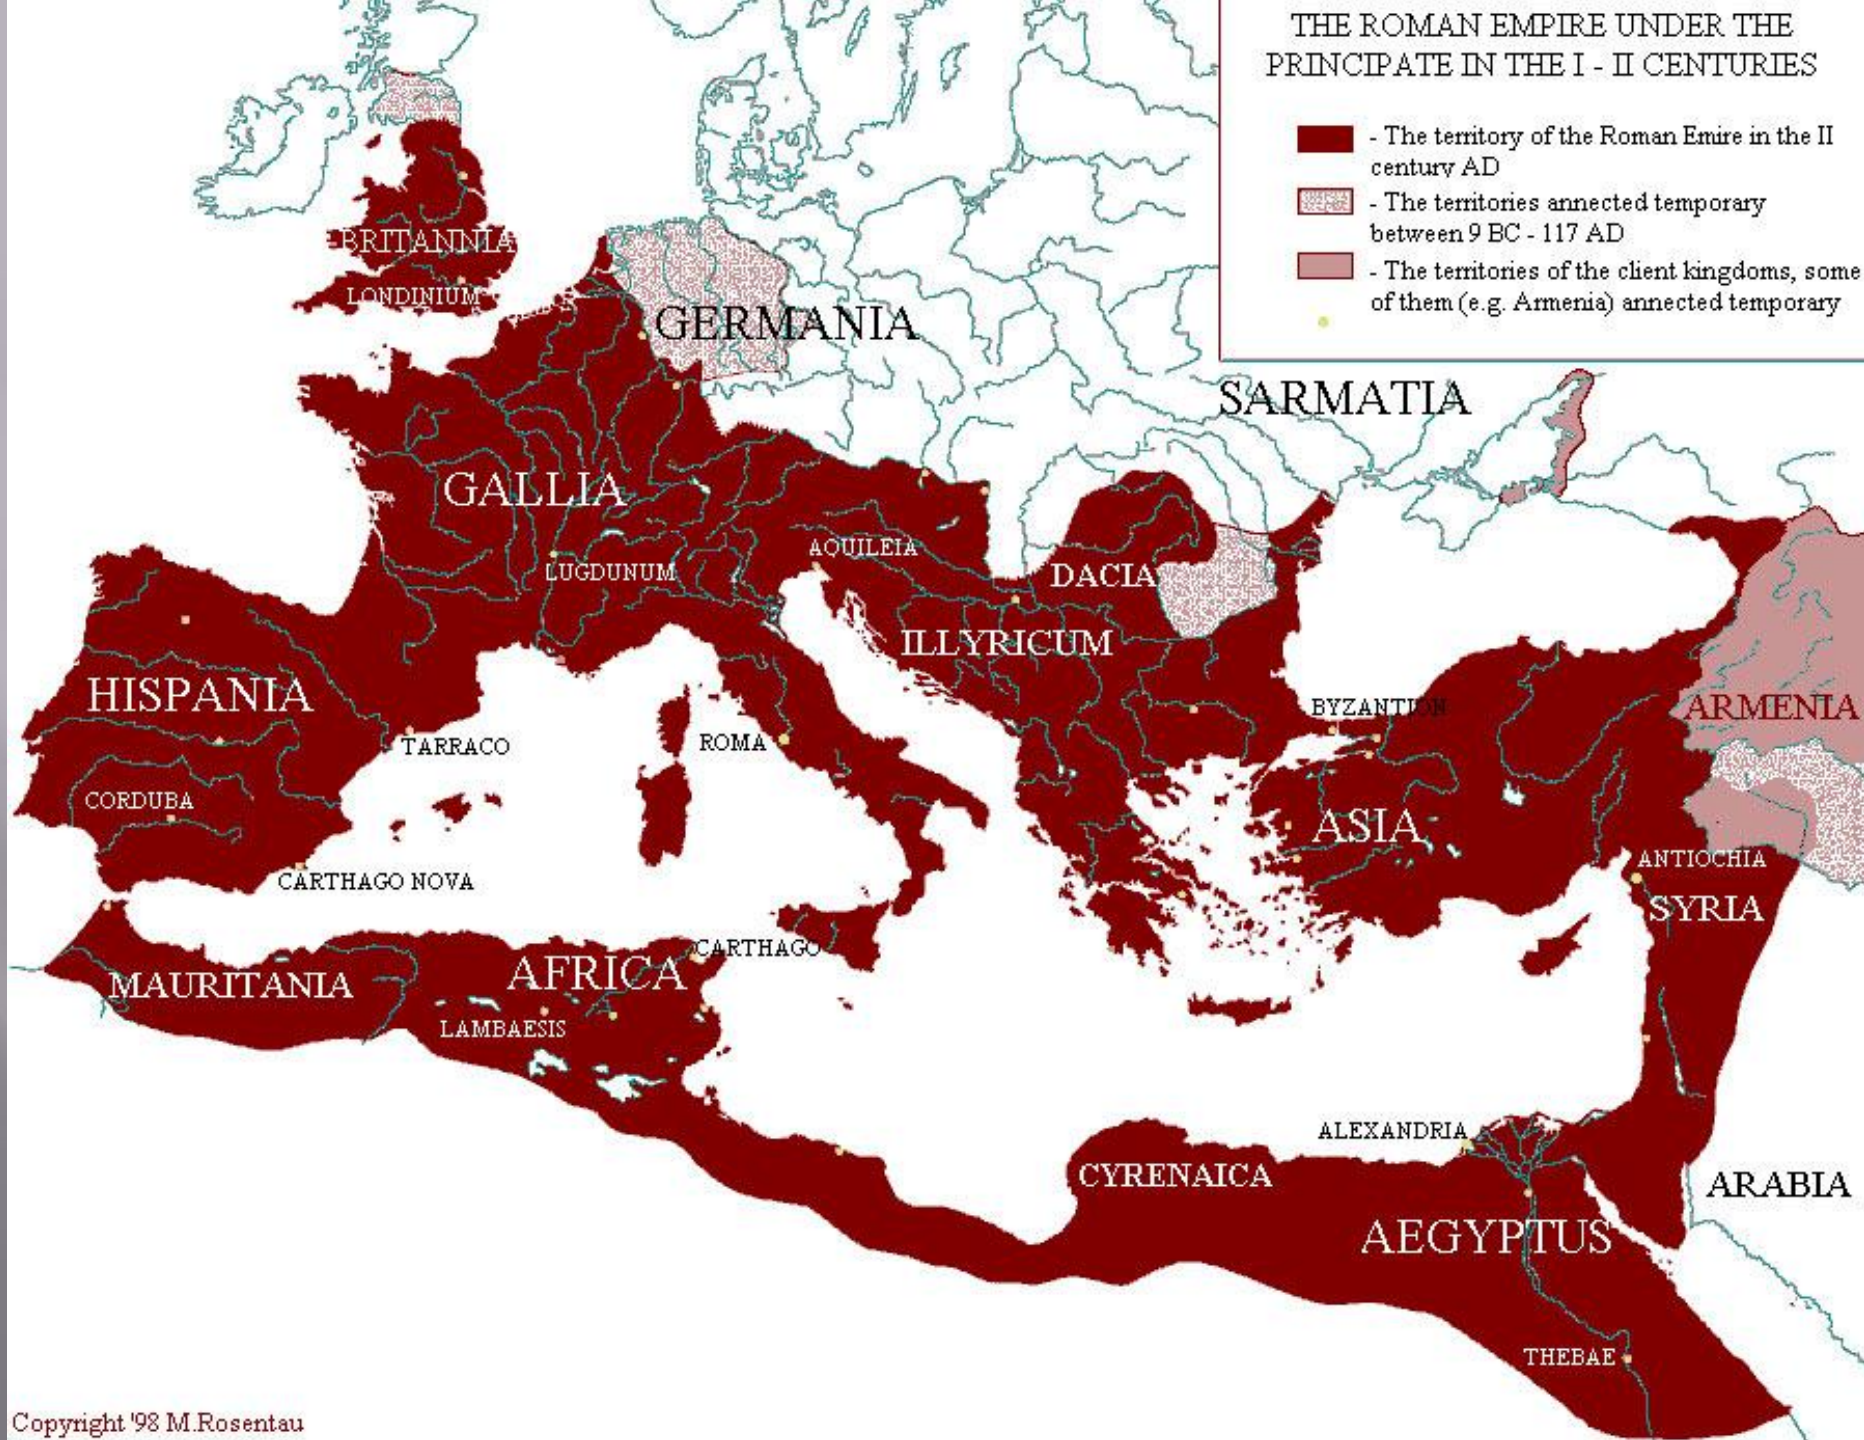 THE ROMAN EMPIRE UNDER THE
PRINCIPATE IN THE I - II CENTURIES
- The territory of the Roman Emire in the II
century AD
- The territories annected temporary
between 9 BC - 117 AD
- The territories of the client kingdoms, some
of them (e.g. Armenia) annected temporary
BRITANNIA
LONDINIUM
GERMANIA
SARMATIA
GALLIA
AQUILEIA
LUGDUNUM
DACIA
ILLYRICUM
HISPANIA
BYZANTION
ARMENIA
TARRACO
ROMA
CORDUBA
ASIA
ANTIOCHIA
CARTHAGO NOVA
SYRIA
CARTHAGO
AFRICA
MAURITANIA
LAMBAESIS
ALEXANDRIA
CYRENAICA
ARABIA
AEGYPTUS
THEBAE
Copyright '98 M.Rosentau